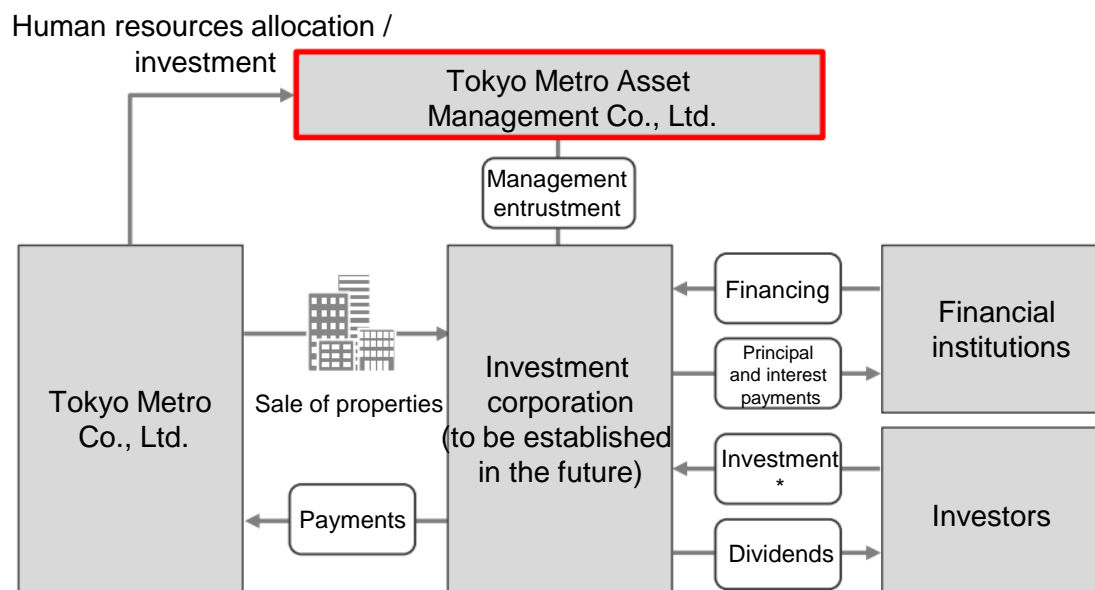 Human resources allocation /
investment
Tokyo Metro Asset
Management Co., Ltd.
Management
entrustment
Tokyo Metro
Co., Ltd.
Sale of properties
Payments
Investment
corporation
(to be established
in the future)
Financing
Principal
and interest
payments
Investment
*
Dividends
Financial
institutions
Investors